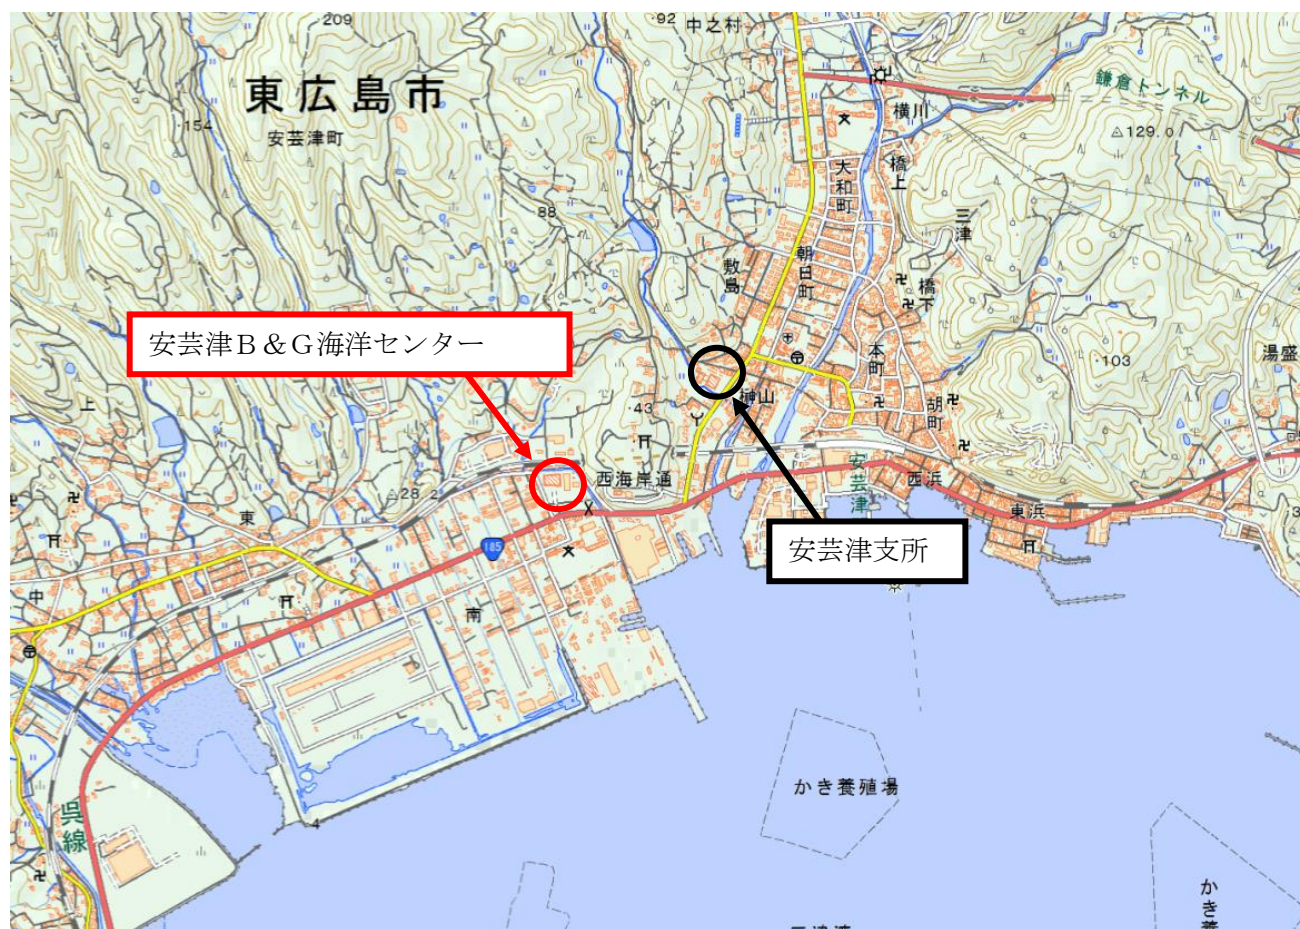 209
・92
中之村
東広島市
安芸津町
・154
鎌倉トンネル
横川
129.0
橋上
大和町
88
三津
敷島
朝日町
橋下
安芸津B&G海洋センター
本町
・103
湯盛
榊山
・43
胡町
上
西海岸通
安芸津
西浜
28.2
東浜
東
185
安芸津支所
中
南
かき養殖場
呉線
-4
かき養